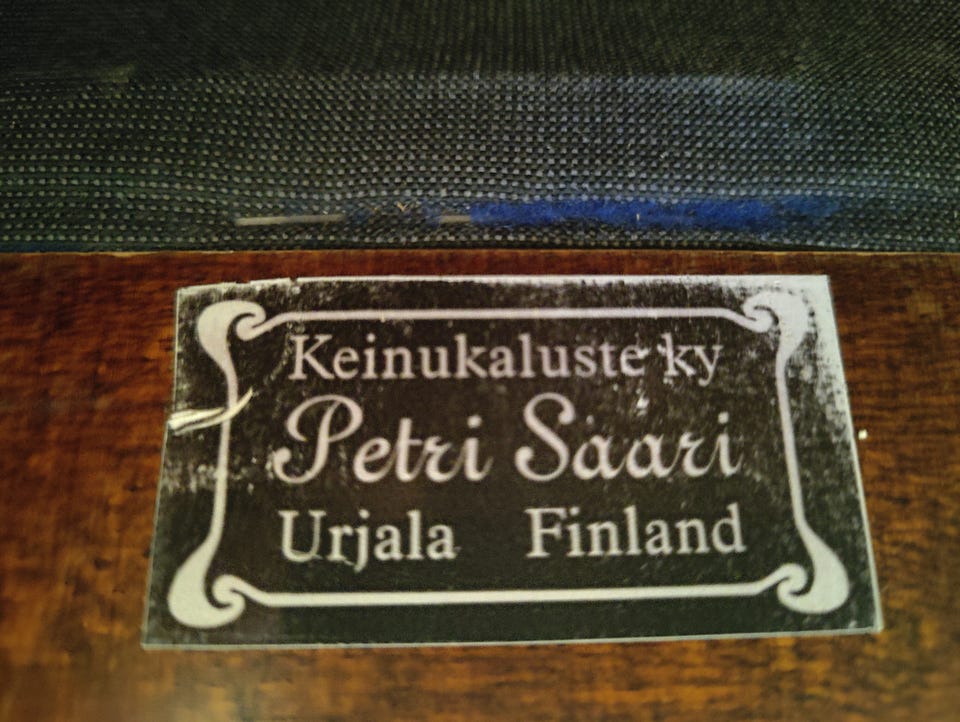 Keinukaluste ky
Petri Saari
Urjala Finland